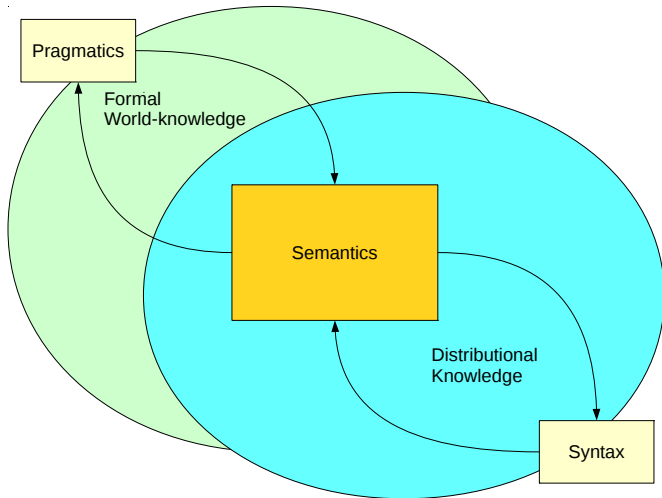 Pragmatics
Formal
World-knowledge
Semantics
Distributional
Knowledge
Syntax